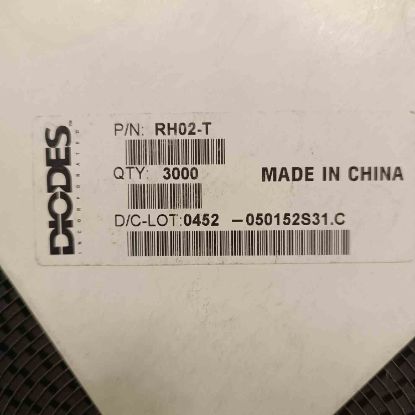 DIODES
INCORPORATED
P/N: RH02-T
QTY: 3000
MADE IN CHINA
D/C-LOT:0452 -050152S31.C